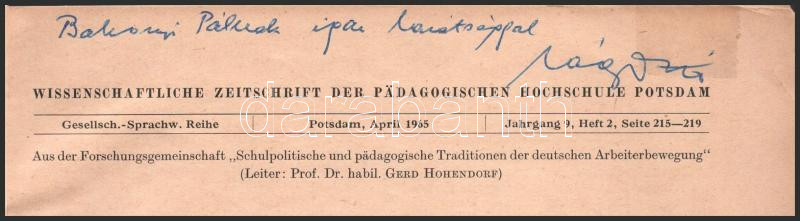 Bakonyi Pálnak igaz barátsággal
WISSENSCHAFTLICHE ZEITSCHRIFT DER PÄDAGOGISCHEN HOCHSCHULE POTSDAM
Gesellsch.-Sprachw. Reihe | Potsdam, April 1965 | Jahrgang 9, Heft 2, Seite 215—219
Aus der Forschungsgemeinschaft „Schulpolitische und pädagogische Traditionen der deutschen Arbeiterbewegung“
(Leiter: Prof. Dr. habil. GERD HOHENDORF)
darabanth